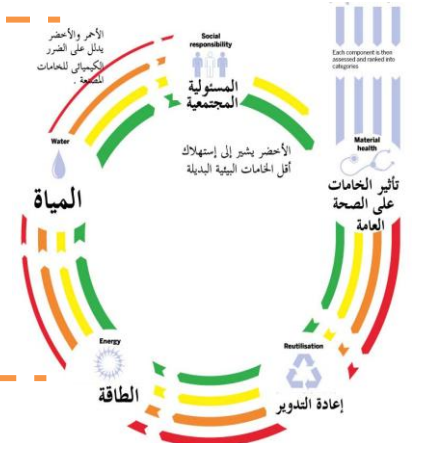 Social
responsibility
المسئولية
المجتمعية
الأحمر والأخضر
يدلل على الضرر
الكيميائى للخامات
المصنعة .
Each component is then
assessed and ranked into
categories
Material
health
تأثير الخامات
على الصحة
العامة
الأخضر يشير إلى إستهلاك
أقل الخامات البيئية البديلة
Water
المياة
Energy
الطاقة
Reutilisation
إعادة التدوير